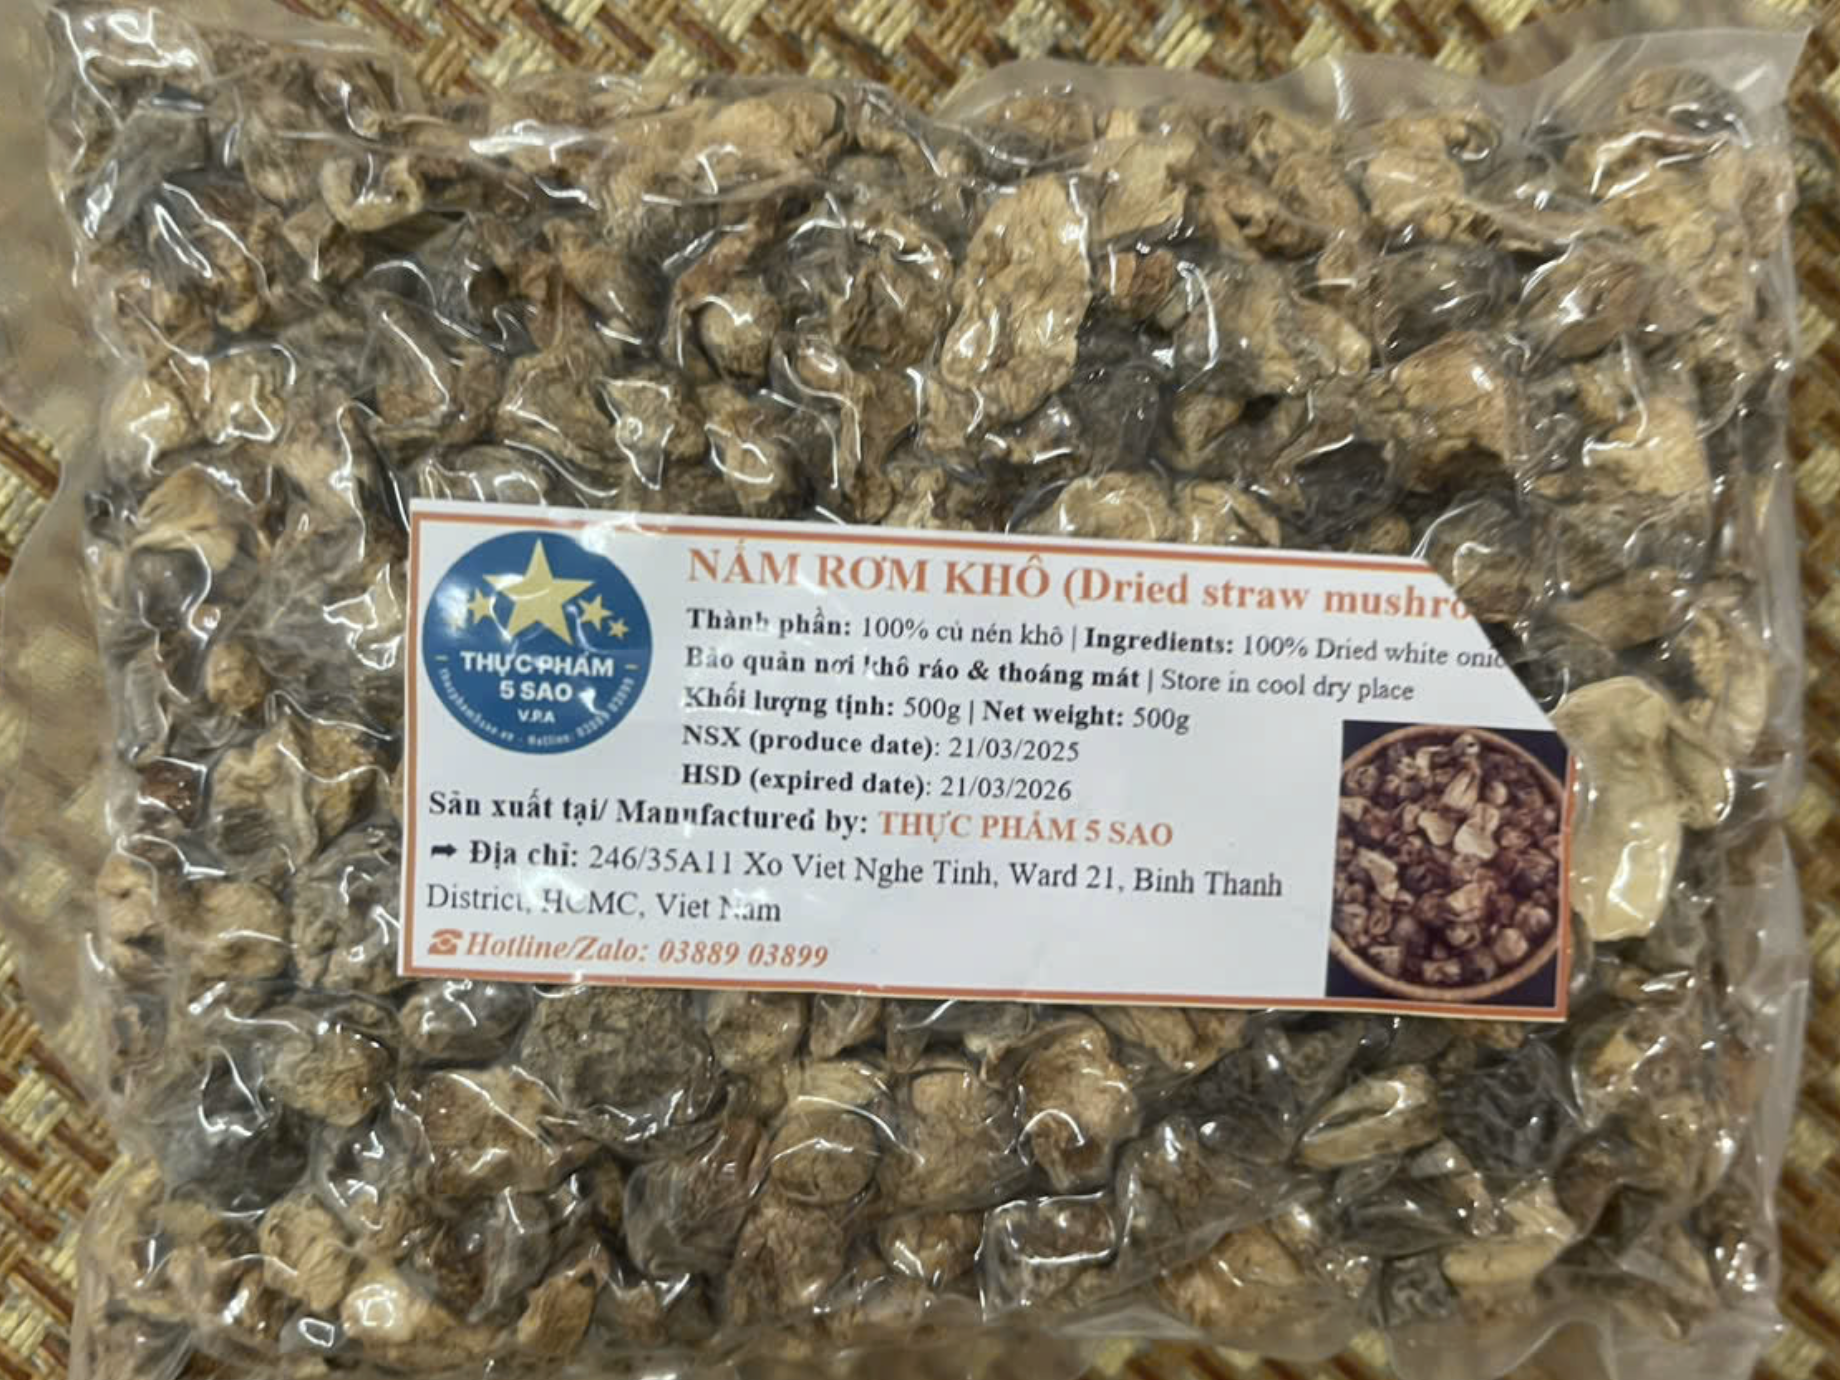 THỰC PHẨM
5 SAO
V.P.A
NẤM RƠM KHÔ (Dried straw mushro
Thành phần: 100% củ nén khô | Ingredients: 100% Dried white onio
Bảo quản nơi khô ráo & thoáng mát | Store in cool dry place
Khối lượng tịnh: 500g | Net weight: 500g
NSX (produce date): 21/03/2025
HSD (expired date): 21/03/2026
Sản xuất tại/ Manufactured by: THỰC PHẨM 5 SAO
➡ Địa chỉ: 246/35A11 Xo Viet Nghe Tinh, Ward 21, Binh Thanh
District, HCMC, Viet Nam
☎Hotline/Zalo: 03889 03899